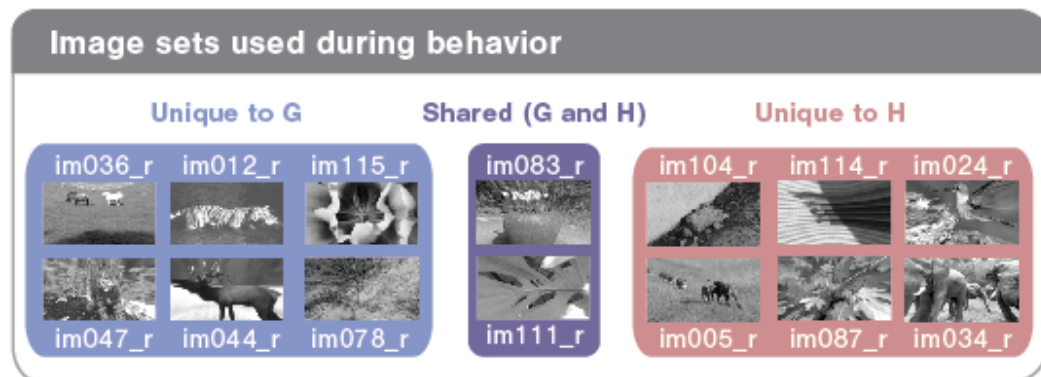 Image sets used during behavior
Unique to G Shared (G and H) Unique to H
im036_r im012_r im115_r im083_r im104_r im114_r im024_r
im047_r im044_r im078_r im111_r im005_r im087_r im034_r